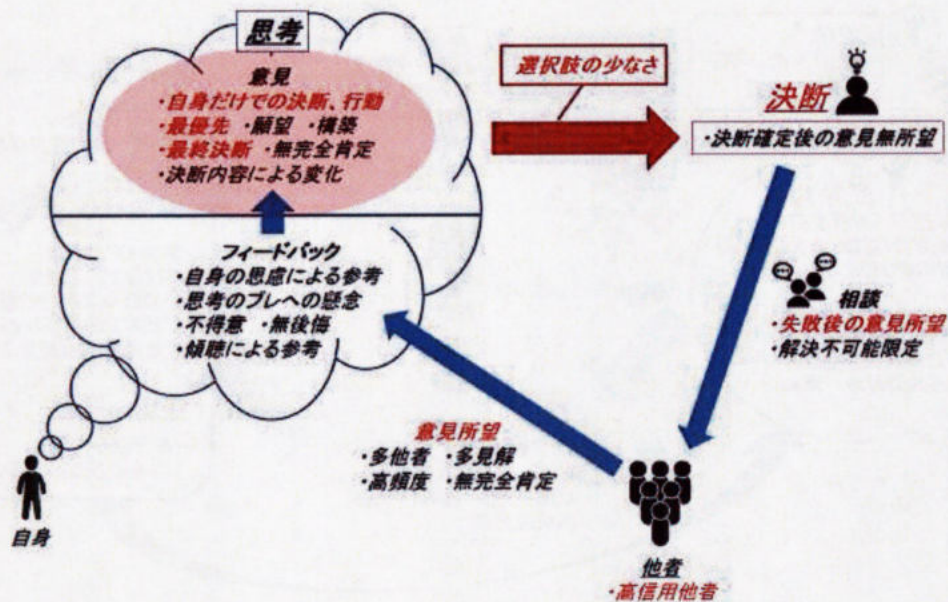 思考
意見
・自身だけでの決断、行動
・最優先 ・願望 ・構築
・最終決断 ・無完全肯定
・決断内容による変化
選択肢の少なさ
決断
・決断確定後の意見無所望
フィードバック
・自身の思慮による参考
・思考のブレへの懸念
・不得意 ・無後悔
・傾聴による参考
相談
・失敗後の意見所望
・解決不可能限定
意見所望
・多他者 ・多見解
・高頻度 ・無完全肯定
自身
他者
・高信用他者